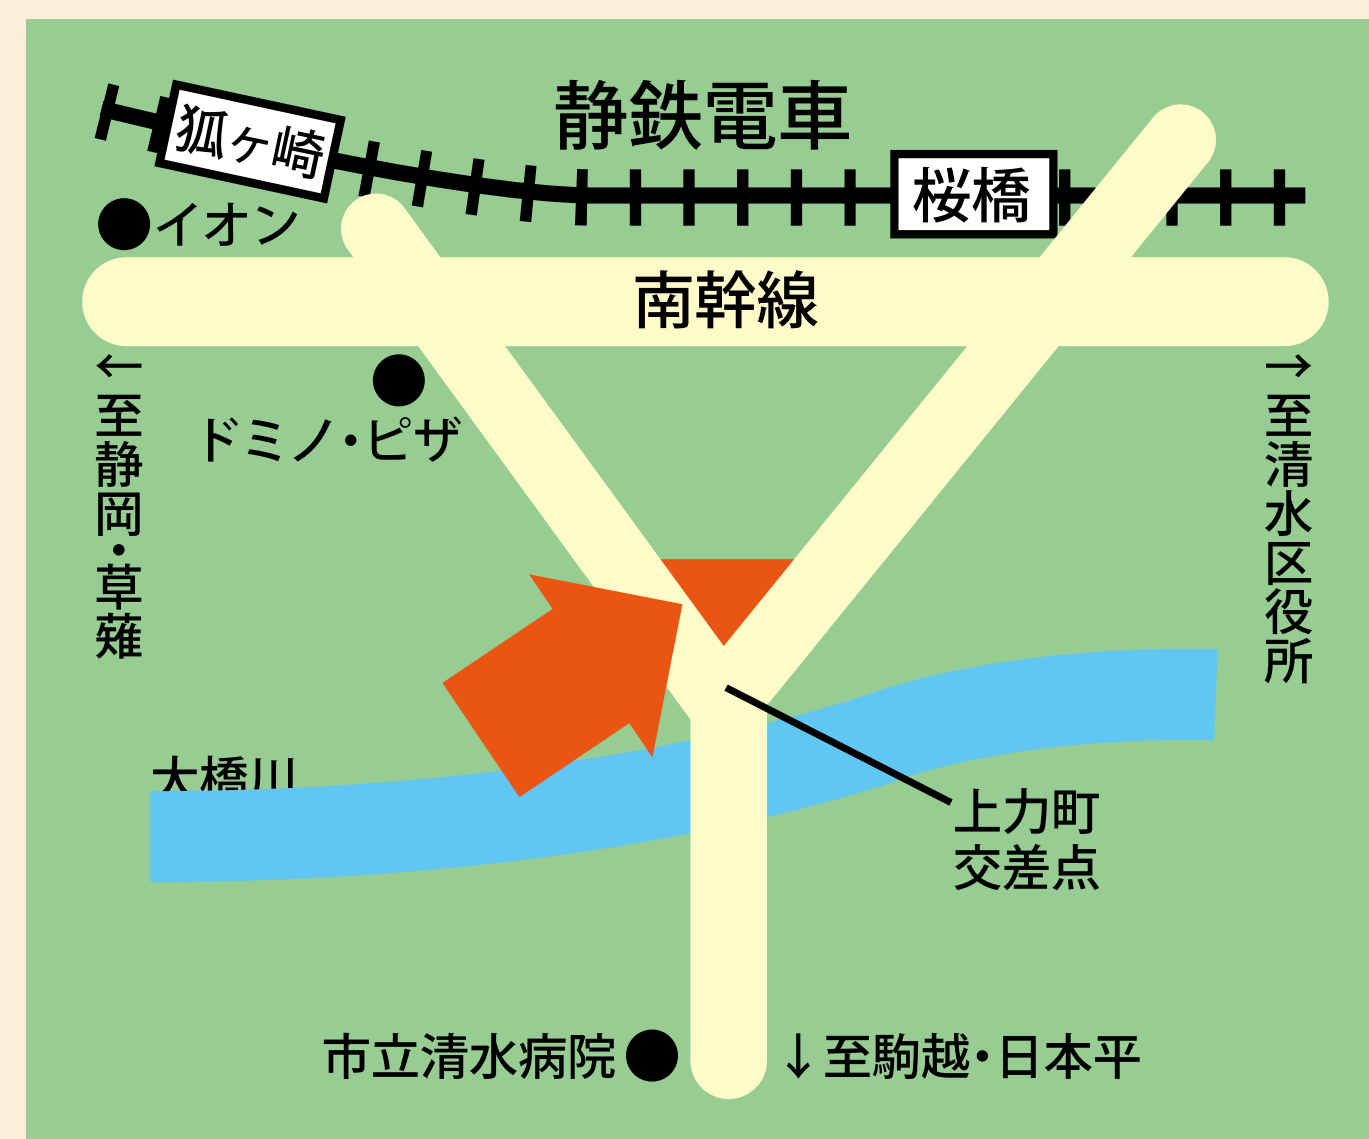 静鉄電車
狐ヶ崎
桜橋
イオン
南幹線
ドミノ・ピザ
←至静岡・草薙
→至清水区役所
大橋川
上力町
交差点
市立清水病院
↓至駒越・日本平